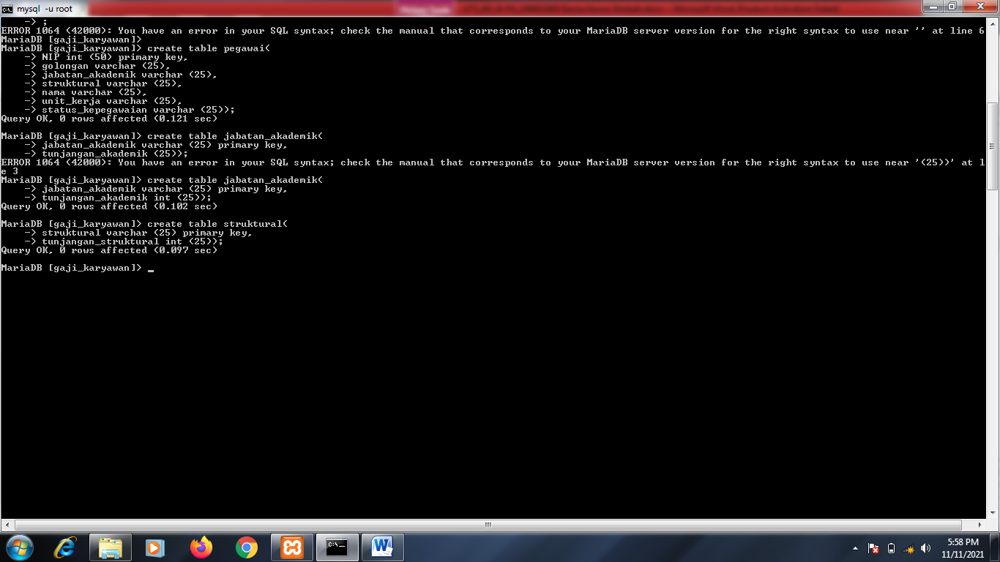 mysql -u root
-> ;
ERROR 1064 (42000): You have an error in your SQL syntax; check the manual that corresponds to your MariaDB server version for the right syntax to use near '' at line 6
MariaDB [gaji_karyawan]>
MariaDB [gaji_karyawan]> create table pegawai(
-> NIP int (50) primary key,
-> golongan varchar (25),
-> jabatan_akademik varchar (25),
-> struktural varchar (25),
-> nama varchar (25),
-> unit_kerja varchar (25),
-> status_kepegawaian varchar (25));
Query OK, 0 rows affected (0.121 sec)
MariaDB [gaji_karyawan]> create table jabatan_akademik(
-> jabatan_akademik varchar (25) primary key,
-> tunjangan_akademik (25));
ERROR 1064 (42000): You have an error in your SQL syntax; check the manual that corresponds to your MariaDB server version for the right syntax to use near '(25))' at l
e 3
MariaDB [gaji_karyawan]> create table jabatan_akademik(
-> jabatan_akademik varchar (25) primary key,
-> tunjangan_akademik int (25));
Query OK, 0 rows affected (0.102 sec)
MariaDB [gaji_karyawan]> create table struktural(
-> struktural varchar (25) primary key,
-> tunjangan_struktural int (25));
Query OK, 0 rows affected (0.097 sec)
MariaDB [gaji_karyawan]> _
5:58 PM
11/11/2021